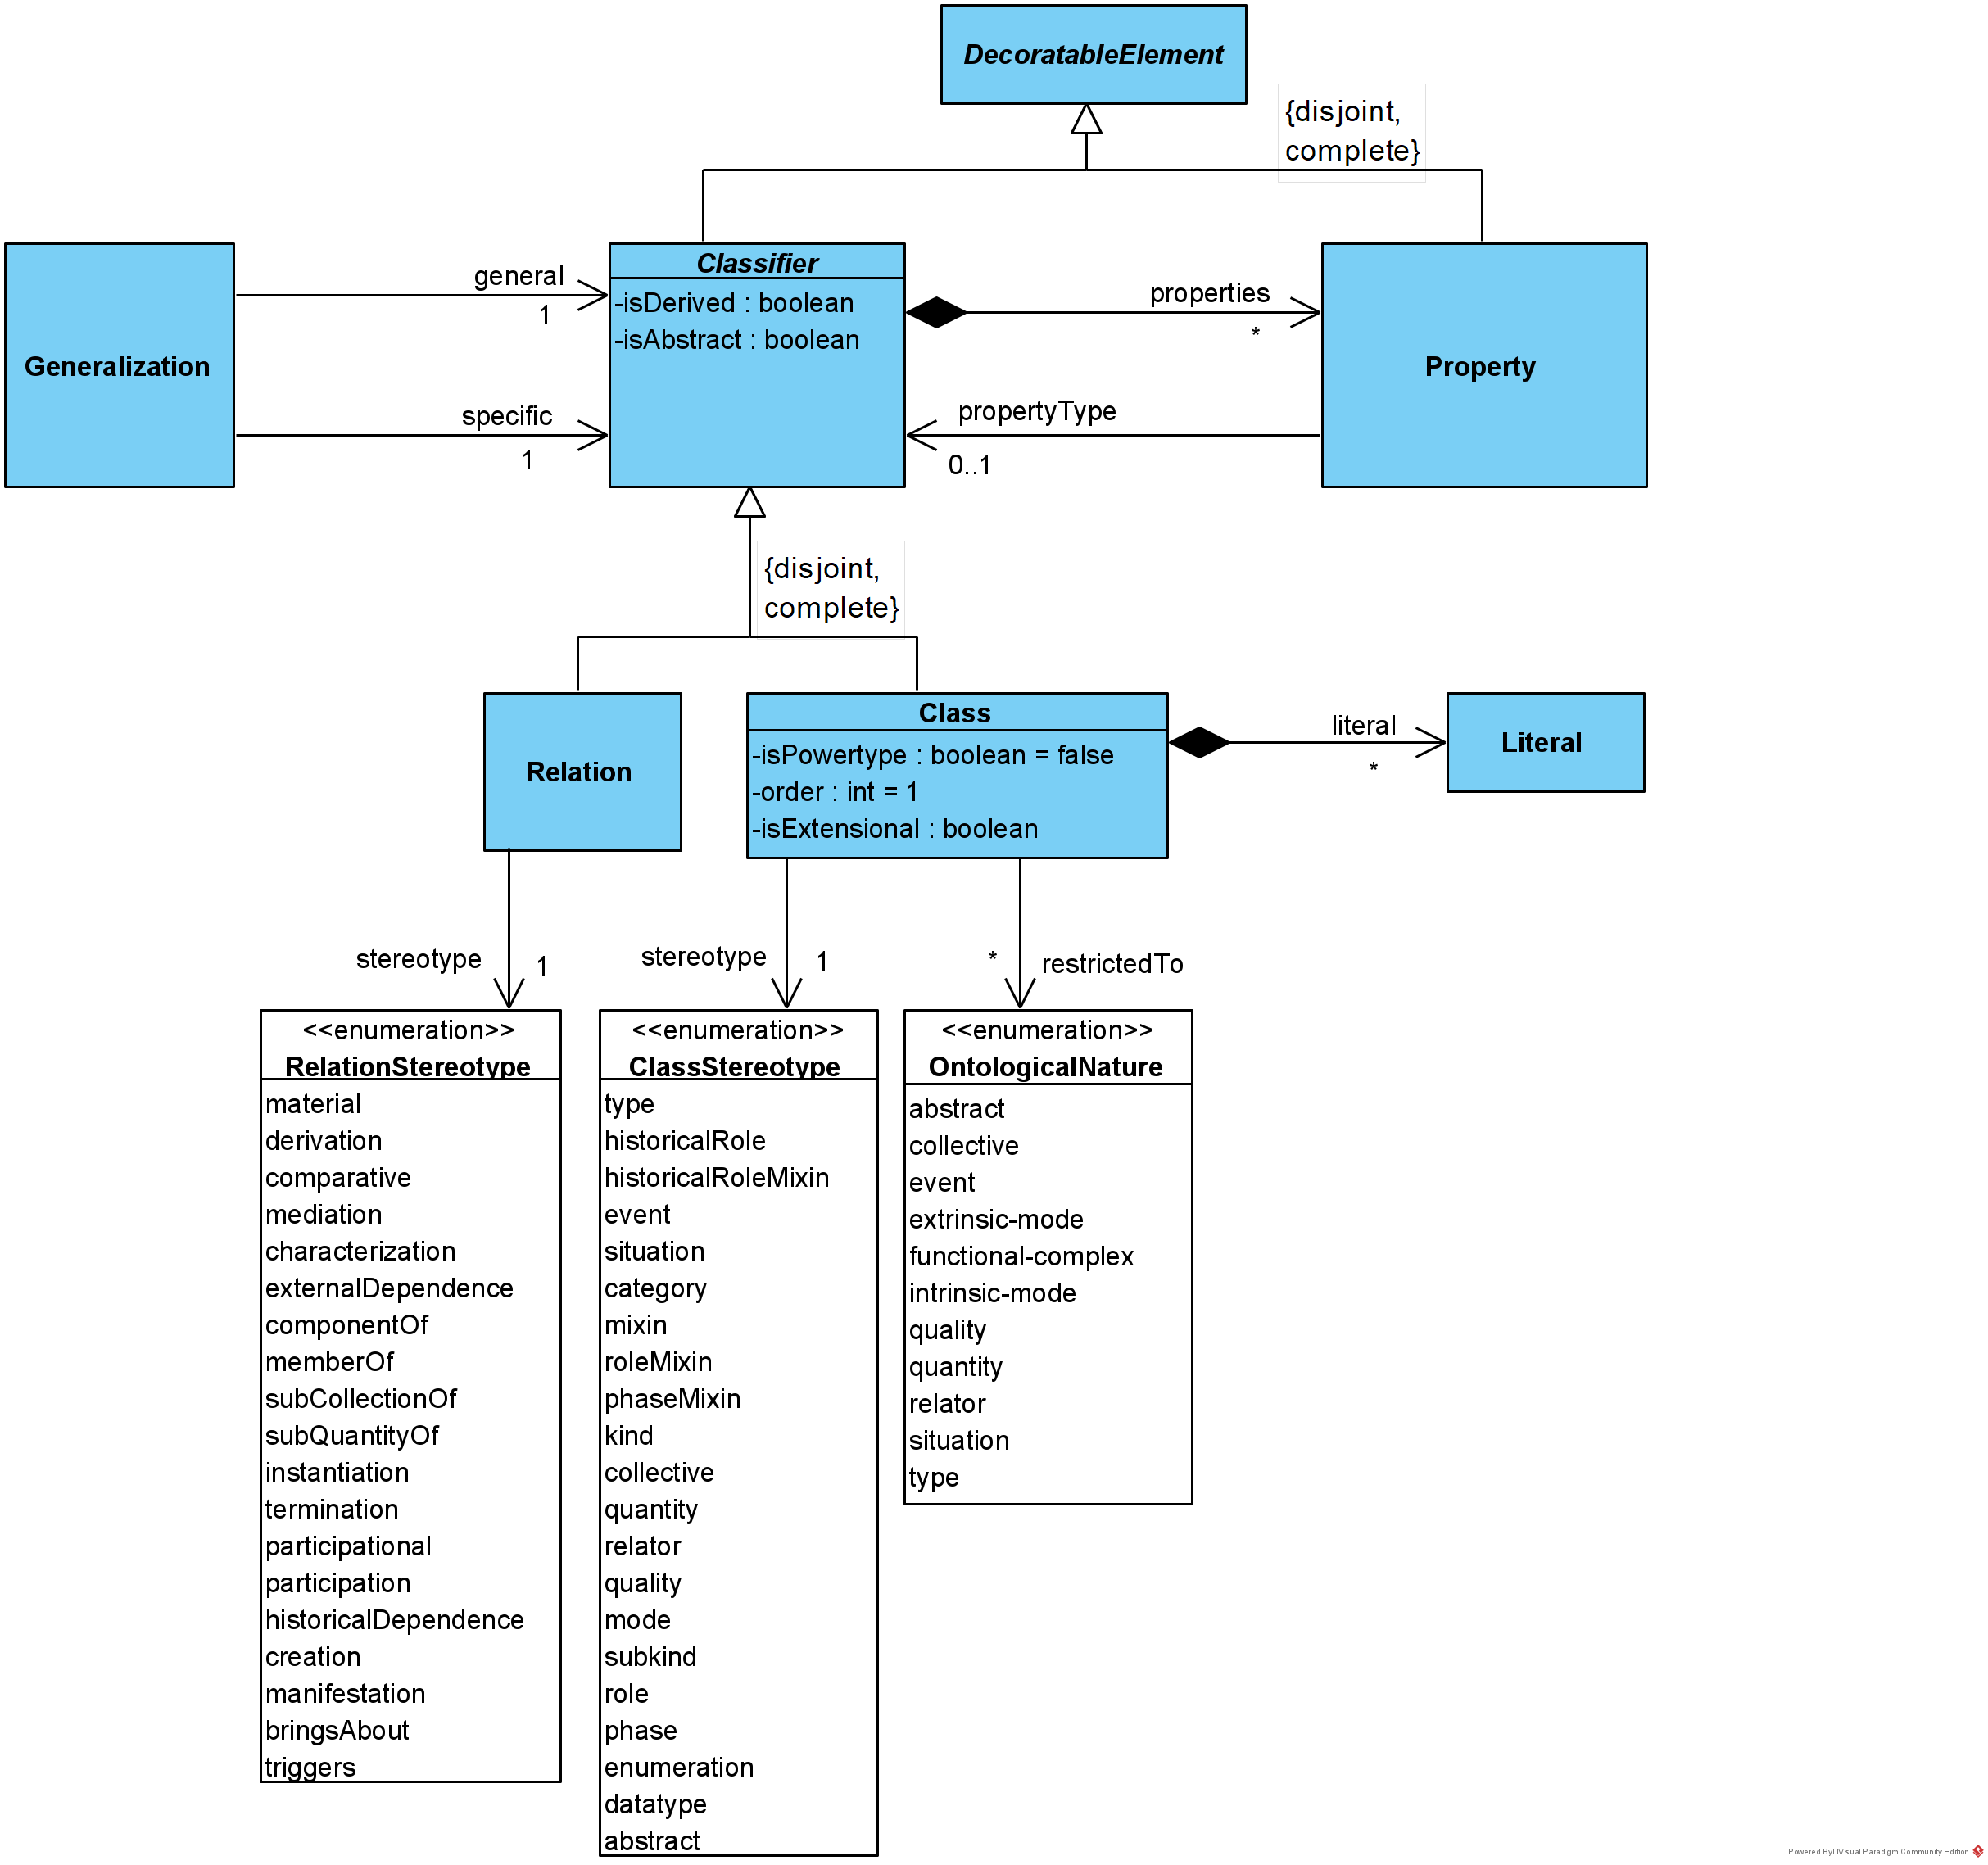 DecoratableElement
{disjoint,
complete}
Generalization
general
1
specific
1
Classifier
-isDerived : boolean
-isAbstract : boolean
properties
*
propertyType
0..1
Property
{disjoint,
complete}
Relation
Class
-isPowertype : boolean = false
-order : int = 1
-isExtensional : boolean
literal
*
Literal
stereotype
1
stereotype
1
*
restrictedTo
<<enumeration>>
RelationStereotype
material
derivation
comparative
mediation
characterization
externalDependence
componentOf
memberOf
subCollectionOf
subQuantityOf
instantiation
termination
participational
participation
historicalDependence
creation
manifestation
bringsAbout
triggers
<<enumeration>>
ClassStereotype
type
historicalRole
historicalRoleMixin
event
situation
category
mixin
roleMixin
phaseMixin
kind
collective
quantity
relator
quality
mode
subkind
role
phase
enumeration
datatype
abstract
<<enumeration>>
OntologicalNature
abstract
collective
event
extrinsic-mode
functional-complex
intrinsic-mode
quality
quantity
relator
situation
type
Powered By□Visual Paradigm Community Edition